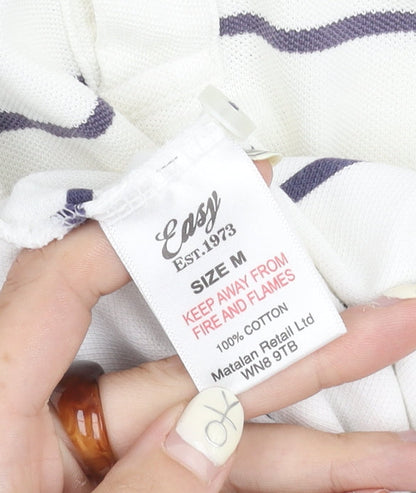 Easy
EST. 1973
SIZE M
KEEP AWAY FROM
FIRE AND FLAMES
100% COTTON
Matalan Retail Ltd
WN8 9TB